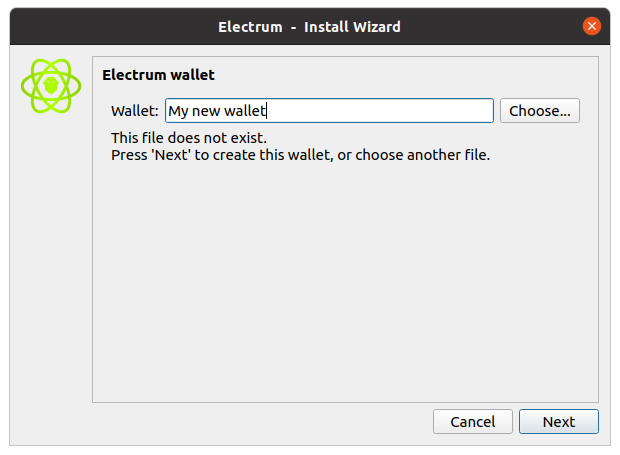 Electrum - Install Wizard
Electrum wallet
Wallet: My new wallet Choose...
This file does not exist.
Press 'Next' to create this wallet, or choose another file.
Cancel Next